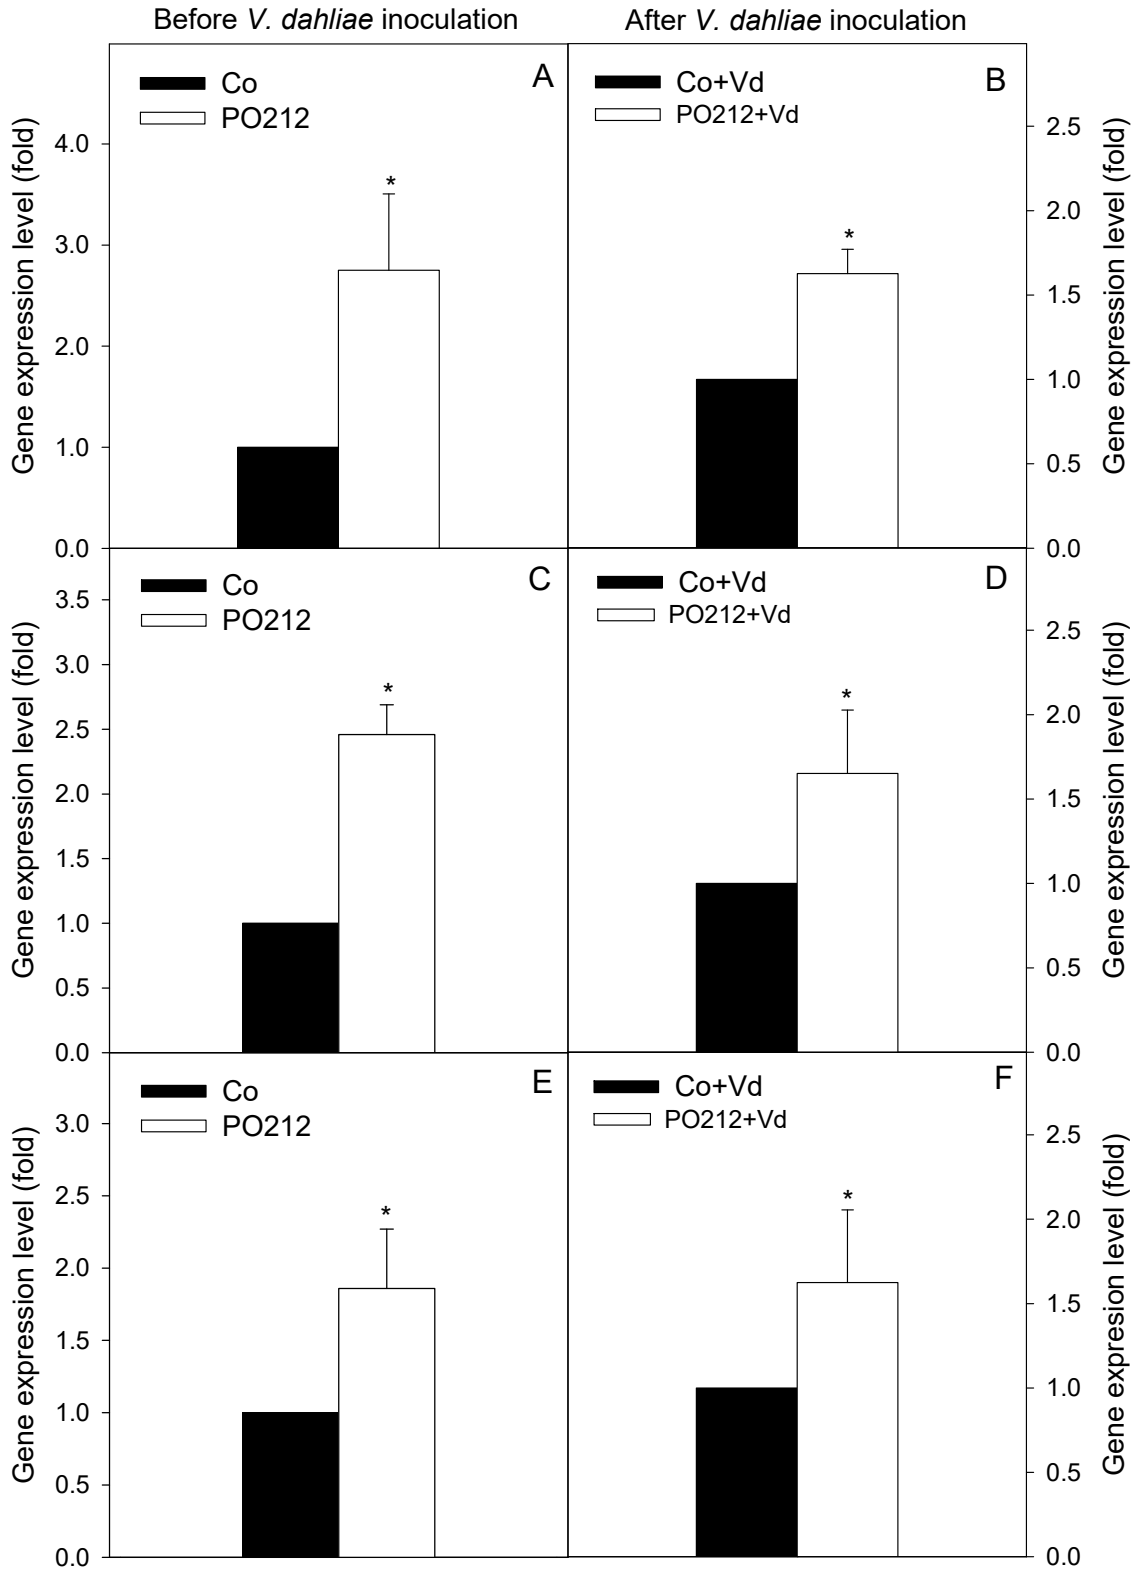 Before V. dahliae inoculation
After V. dahliae inoculation
Gene expression level (fold)
4.0
3.0
2.0
1.0
0.0
Co
PO212
A
*
Co+Vd
PO212+Vd
B
*
2.5
2.0
1.5
1.0
0.5
0.0
Gene expression level (fold)
Gene expression level (fold)
3.5
3.0
2.5
2.0
1.5
1.0
0.5
0.0
Co
PO212
C
*
Co+Vd
PO212+Vd
D
*
2.5
2.0
1.5
1.0
0.5
0.0
Gene expression level (fold)
Gene expression level (fold)
3.0
2.5
2.0
1.5
1.0
0.5
0.0
Co
PO212
E
*
Co+Vd
PO212+Vd
F
*
2.5
2.0
1.5
1.0
0.5
0.0
Gene expresion level (fold)